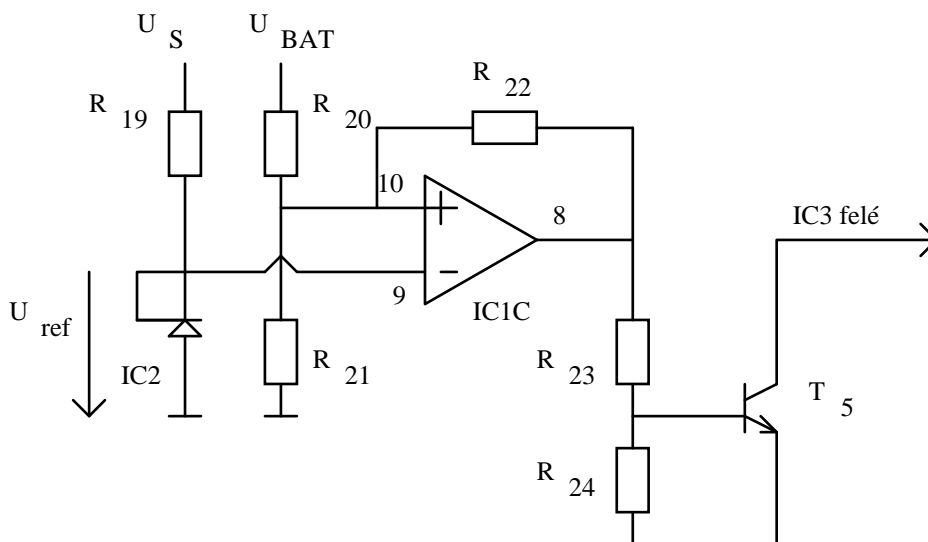 U S
U BAT
R 19
R 20
R 22
10
8
IC3 felé
9
IC1C
U ref
IC2
R 21
R 23
T 5
R 24